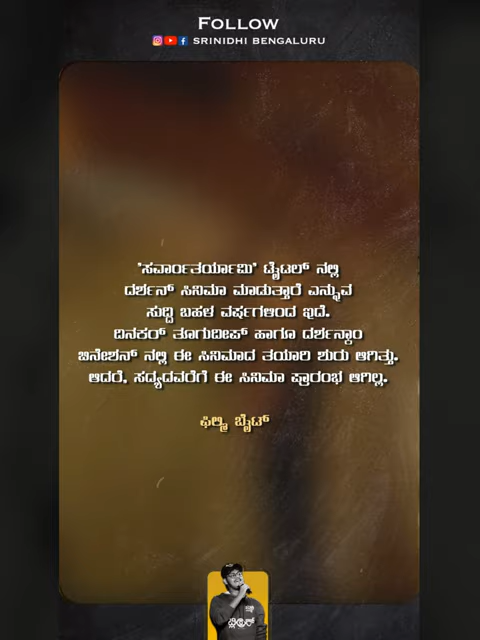 FOLLOW
SRINIDHI BENGALURU
"ಸರ್ವಾಂತರ್ಯಾಮಿ" ಟೈಟಲ್ ನಲ್ಲಿ
ದರ್ಶನ್ ಸಿನಿಮಾ ಮಾಡುತ್ತಾರೆ ಎನ್ನುವ
ಸುದ್ದಿ ಬಹಳ ವರ್ಷಗಳಿಂದ ಇದೆ.
ದಿನಕರ್ ತೂಗುದೀಪ್ ಹಾಗೂ ದರ್ಶನ್ಕಾಂ
ಬಿನೇಶನ್ ನಲ್ಲಿ ಈ ಸಿನಿಮಾದ ತಯಾರಿ ಶುರು ಆಗಿತ್ತು.
ಆದರೆ, ಸದ್ಯದವರೆಗೆ ಈ ಸಿನಿಮಾ ಪ್ರಾರಂಭ ಆಗಿಲ್ಲ.
ಫಿಲ್ಮಿ ಬೈಟ್